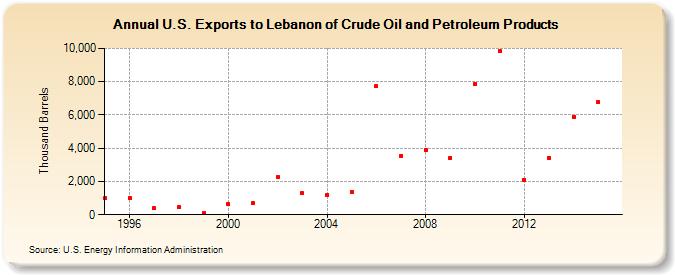 Annual U.S. Exports to Lebanon of Crude Oil and Petroleum Products
Thousand Barrels
10,000
8,000
6,000
4,000
2,000
0
1996 2000 2004 2008 2012
Source: U.S. Energy Information Administration